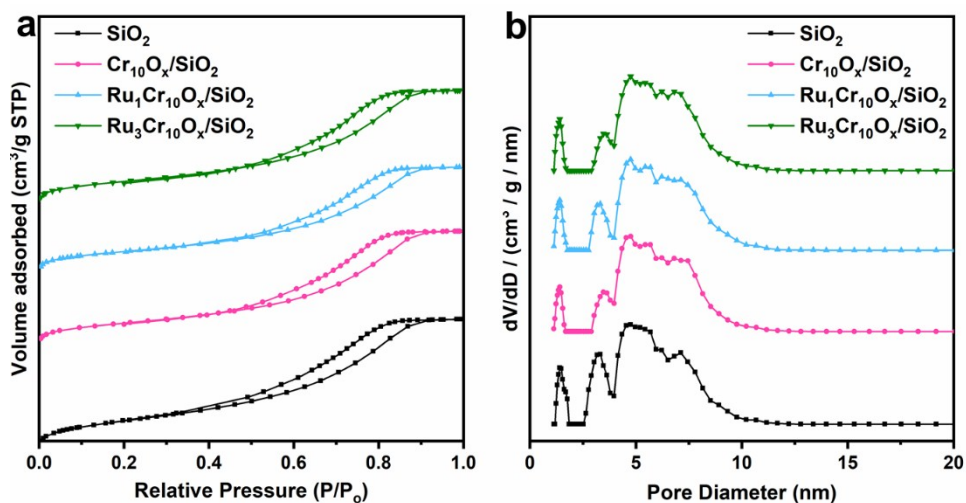 a
SiO₂
Cr₁₀Oₓ/SiO₂
Ru₁Cr₁₀Oₓ/SiO₂
Ru₃Cr₁₀Oₓ/SiO₂
Volume adsorbed (cm³/g STP)
0.0 0.2 0.4 0.6 0.8 1.0
Relative Pressure (P/Pₒ)
b
SiO₂
Cr₁₀Oₓ/SiO₂
Ru₁Cr₁₀Oₓ/SiO₂
Ru₃Cr₁₀Oₓ/SiO₂
dV/dD / (cm³ / g / nm)
0 5 10 15 20
Pore Diameter (nm)